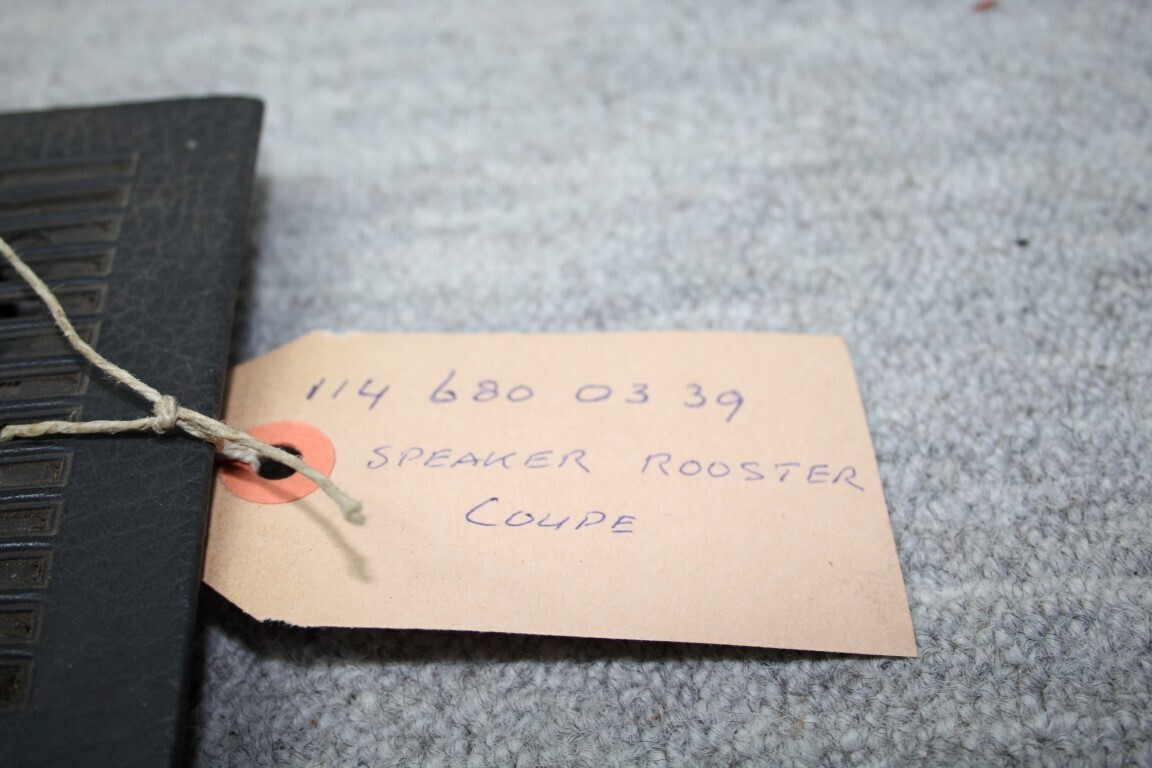 114 680 03 39
SPEAKER ROOSTER
COUPE